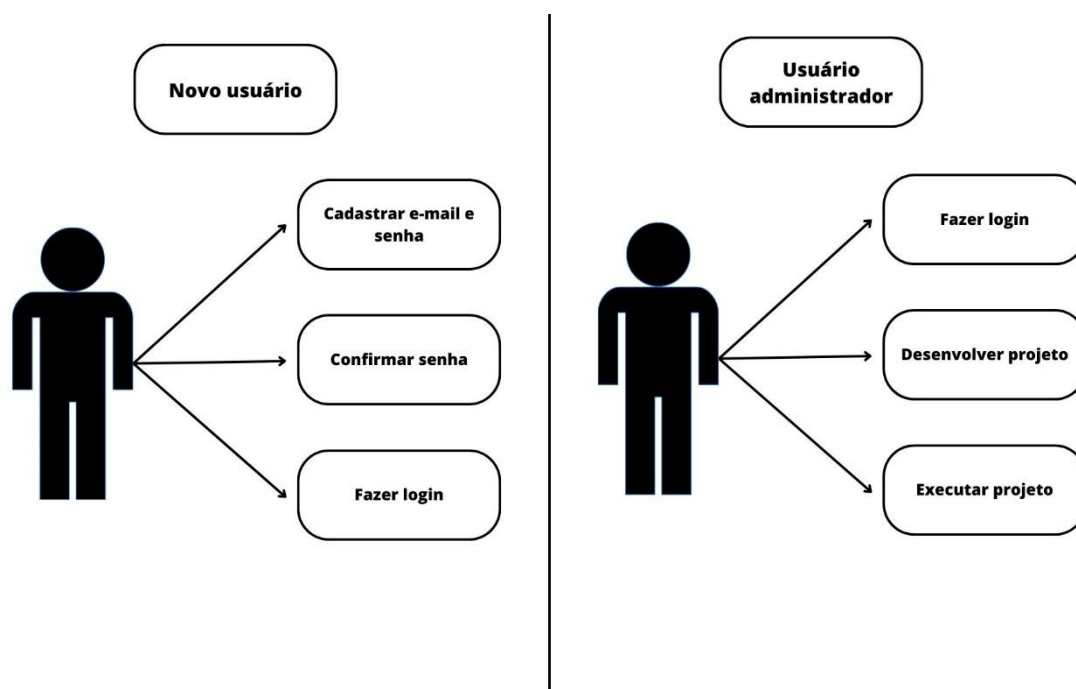 Novo usuário
Cadastrar e-mail e
senha
Confirmar senha
Fazer login
Usuário
administrador
Fazer login
Desenvolver projeto
Executar projeto